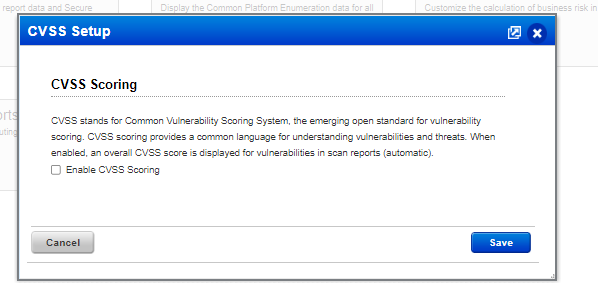 report data and Secure
Display the Common Platform Enumeration data for all
Customize the calculation of business risk in
CVSS Setup
CVSS Scoring
CVSS stands for Common Vulnerability Scoring System, the emerging open standard for vulnerability
scoring. CVSS scoring provides a common language for understanding vulnerabilities and threats. When
enabled, an overall CVSS score is displayed for vulnerabilities in scan reports (automatic).
Enable CVSS Scoring
Cancel
Save